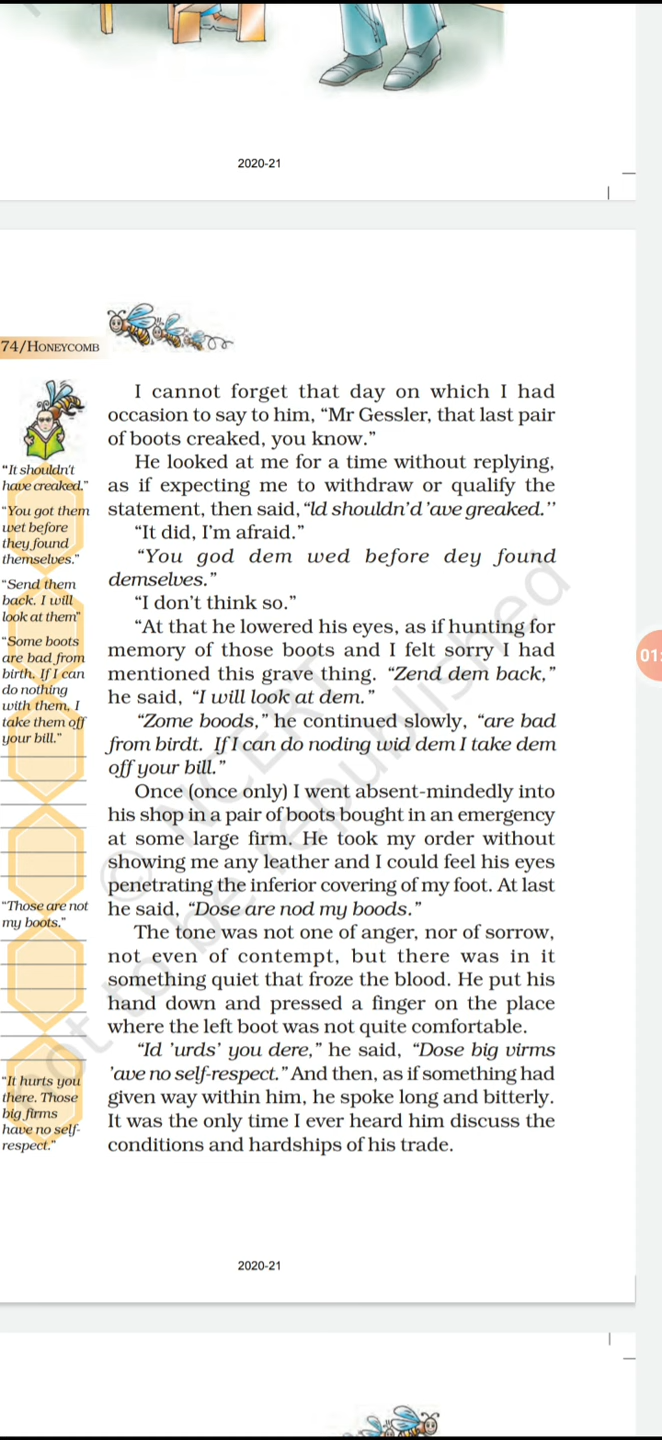 2020-21
74/HONEYCOMB
I cannot forget that day on which I had
occasion to say to him, “Mr Gessler, that last pair
of boots creaked, you know.”
He looked at me for a time without replying,
as if expecting me to withdraw or qualify the
statement, then said, “ld shouldn’d ’ave greaked.’’
“It did, I’m afraid.”
“You god dem wed before dey found
demselves.”
“I don’t think so.”
“At that he lowered his eyes, as if hunting for
memory of those boots and I felt sorry I had
mentioned this grave thing. “Zend dem back,”
he said, “I will look at dem.”
“Zome boods,” he continued slowly, “are bad
from birdt. If I can do noding wid dem I take dem
off your bill.”
Once (once only) I went absent-mindedly into
his shop in a pair of boots bought in an emergency
at some large firm. He took my order without
showing me any leather and I could feel his eyes
penetrating the inferior covering of my foot. At last
he said, “Dose are nod my boods.”
The tone was not one of anger, nor of sorrow,
not even of contempt, but there was in it
something quiet that froze the blood. He put his
hand down and pressed a finger on the place
where the left boot was not quite comfortable.
“Id ’urds’ you dere,” he said, “Dose big virms
’ave no self-respect.” And then, as if something had
given way within him, he spoke long and bitterly.
It was the only time I ever heard him discuss the
conditions and hardships of his trade.
“It shouldn’t
have creaked.”
“You got them
wet before
they found
themselves.”
“Send them
back. I will
look at them”
“Some boots
are bad from
birth. If I can
do nothing
with them, I
take them off
your bill.”
“Those are not
my boots.”
“It hurts you
there. Those
big firms
have no self-
respect.”
© NCERT
not to be republished
01:
2020-21